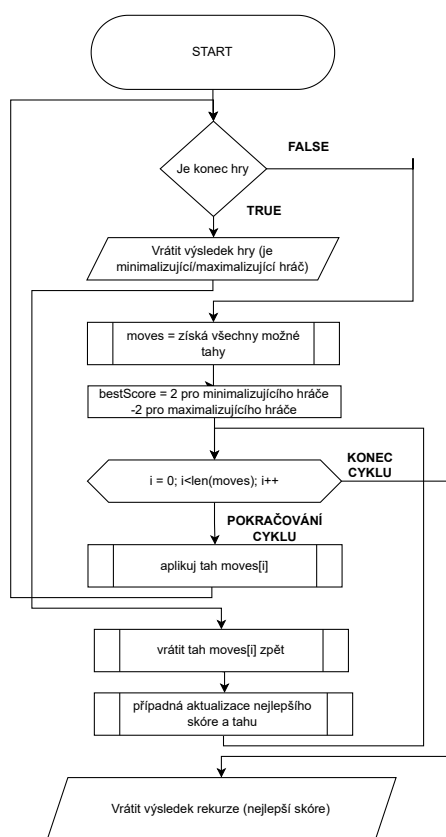 START
Je konec hry
FALSE
TRUE
Vrátit výsledek hry (je
minimalizující/maximalizující hráč)
moves = získá všechny možné
tahy
bestScore = 2 pro minimalizujícího hráče
-2 pro maximalizujícího hráče
i = 0; i<len(moves); i++
KONEC
CYKLU
POKRAČOVÁNÍ
CYKLU
aplikuj tah moves[i]
vrátit tah moves[i] zpět
případná aktualizace nejlepšího
skóre a tahu
Vrátit výsledek rekurze (nejlepší skóre)